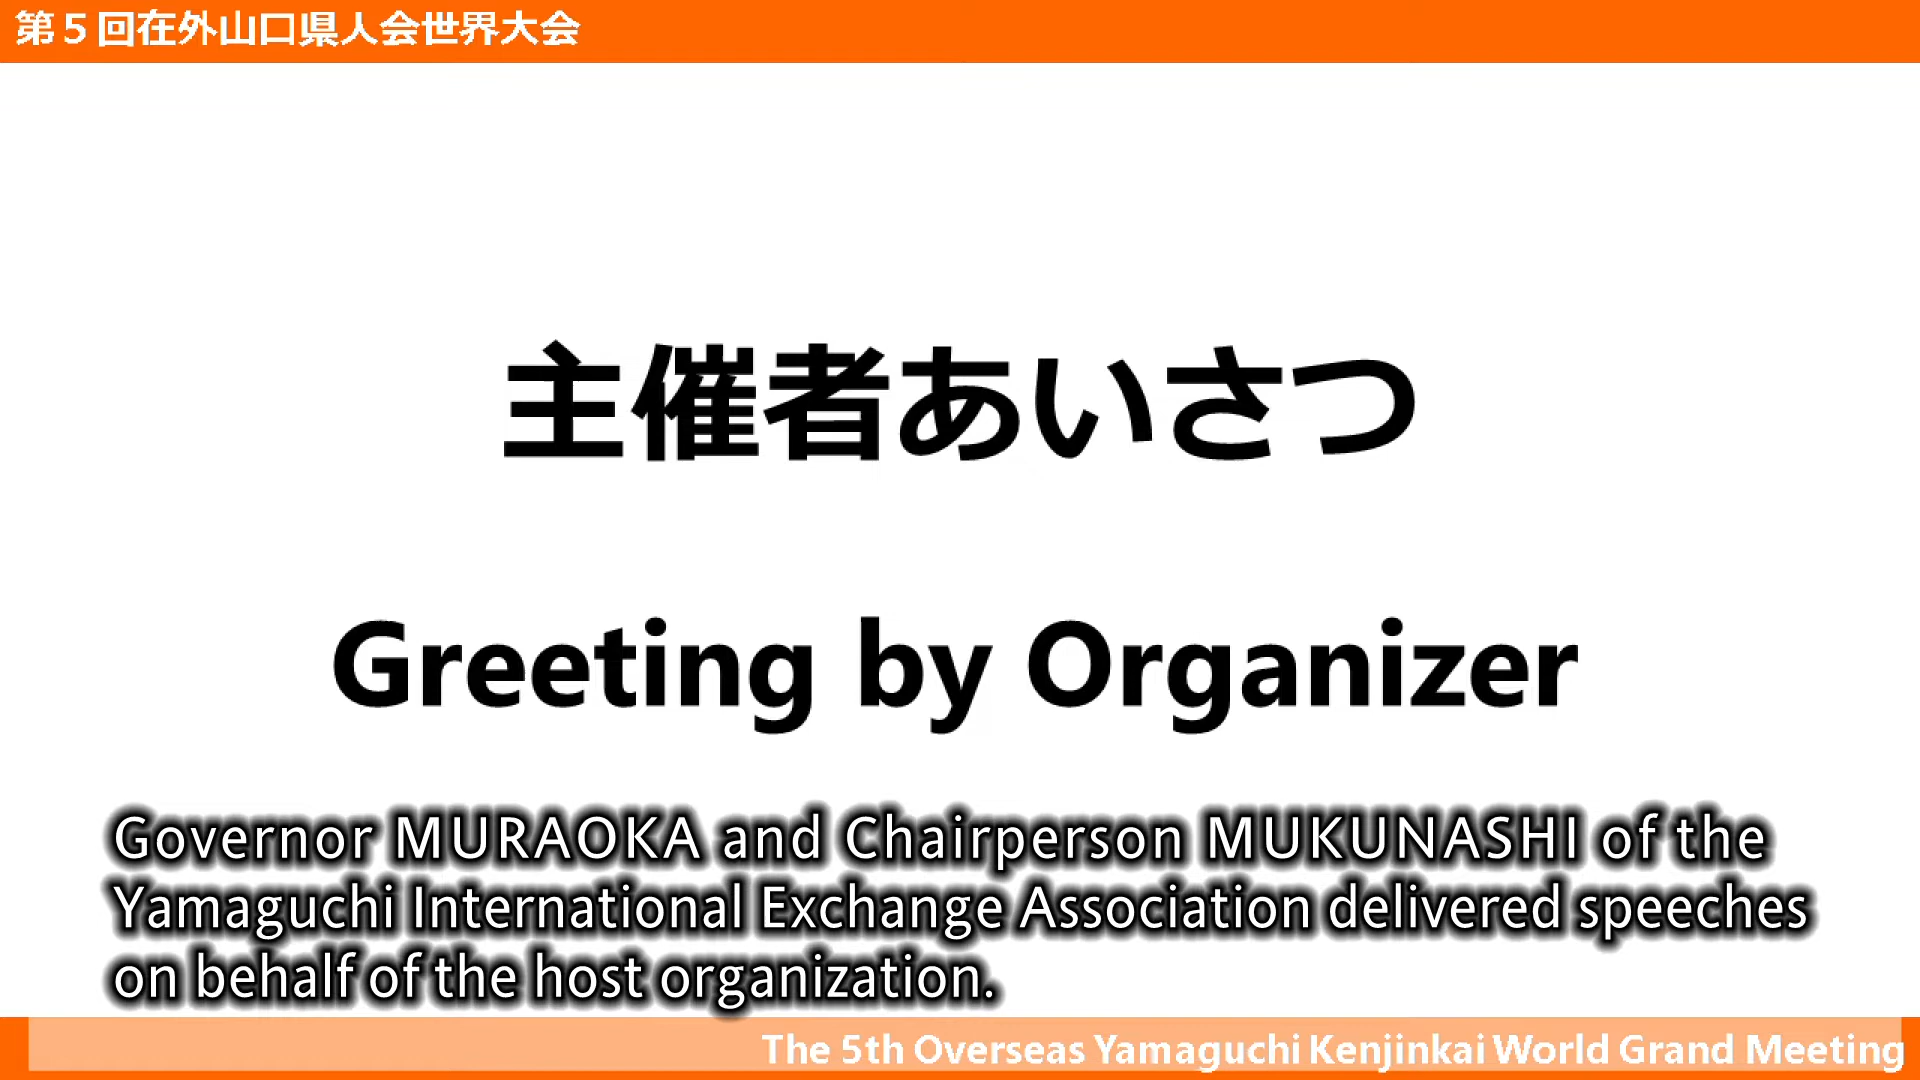 第５回在外山口県人会世界大会
主催者あいさつ
Greeting by Organizer
Governor MURAOKA and Chairperson MUKUNASHI of the
Yamaguchi International Exchange Association delivered speeches
on behalf of the host organization.
The 5th Overseas Yamaguchi Kenjinkai World Grand Meeting